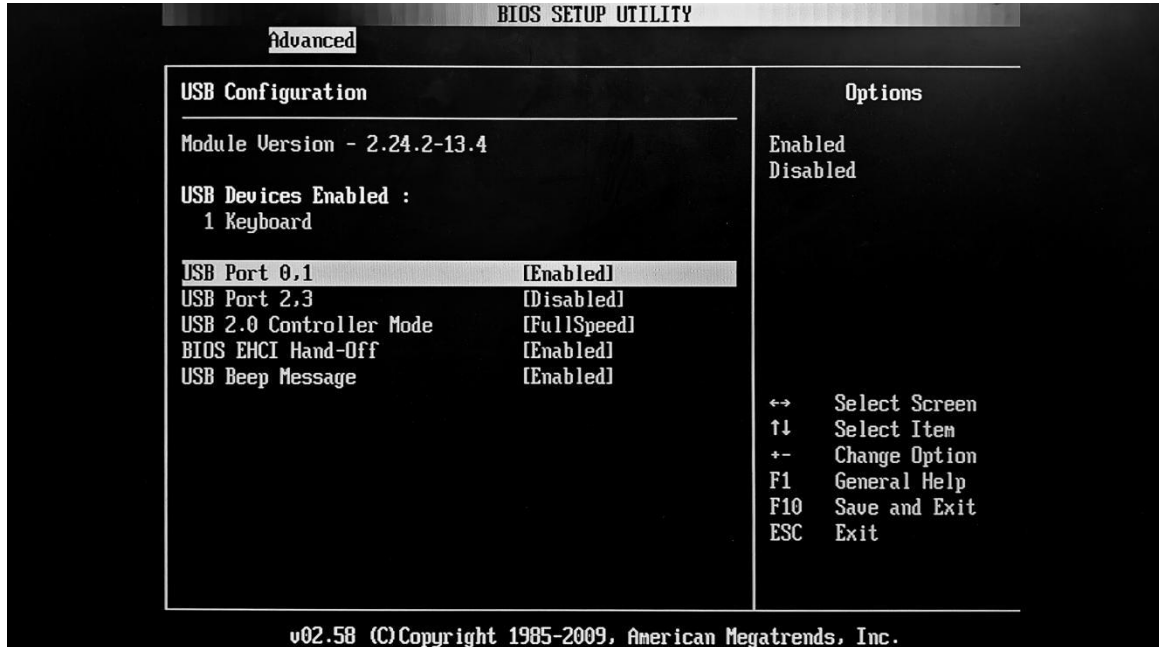 BIOS SETUP UTILITY
Advanced
USB Configuration
Module Version - 2.24.2-13.4
USB Devices Enabled :
1 Keyboard
USB Port 0,1 [Enabled]
USB Port 2,3 [Disabled]
USB 2.0 Controller Mode [FullSpeed]
BIOS EHCI Hand-Off [Enabled]
USB Beep Message [Enabled]
Options
Enabled
Disabled
←→ Select Screen
↑↓ Select Item
+- Change Option
F1 General Help
F10 Save and Exit
ESC Exit
v02.58 (C)Copyright 1985-2009, American Megatrends, Inc.